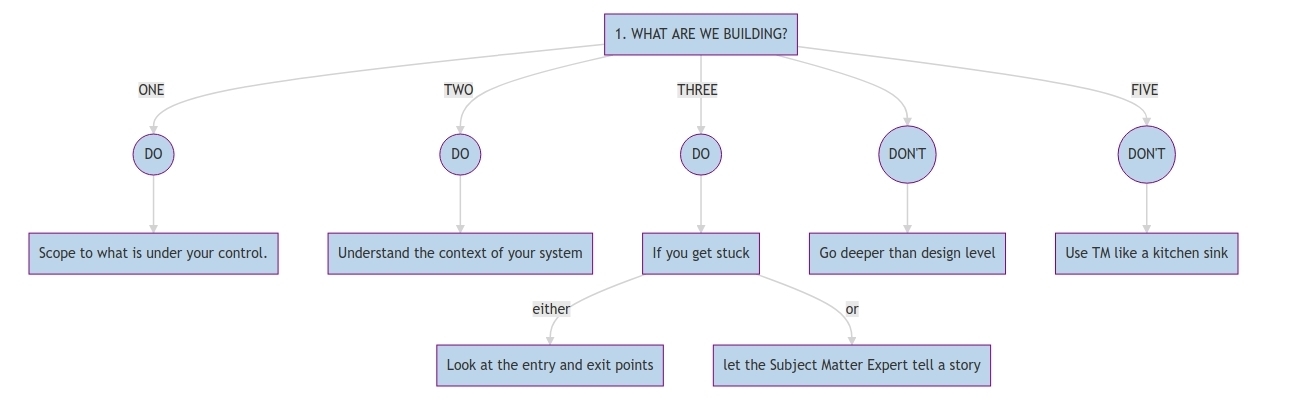 1. WHAT ARE WE BUILDING?
ONE
TWO
THREE
FIVE
DO
DO
DO
DON'T
DON'T
Scope to what is under your control.
Understand the context of your system
If you get stuck
Go deeper than design level
Use TM like a kitchen sink
either
or
Look at the entry and exit points
let the Subject Matter Expert tell a story